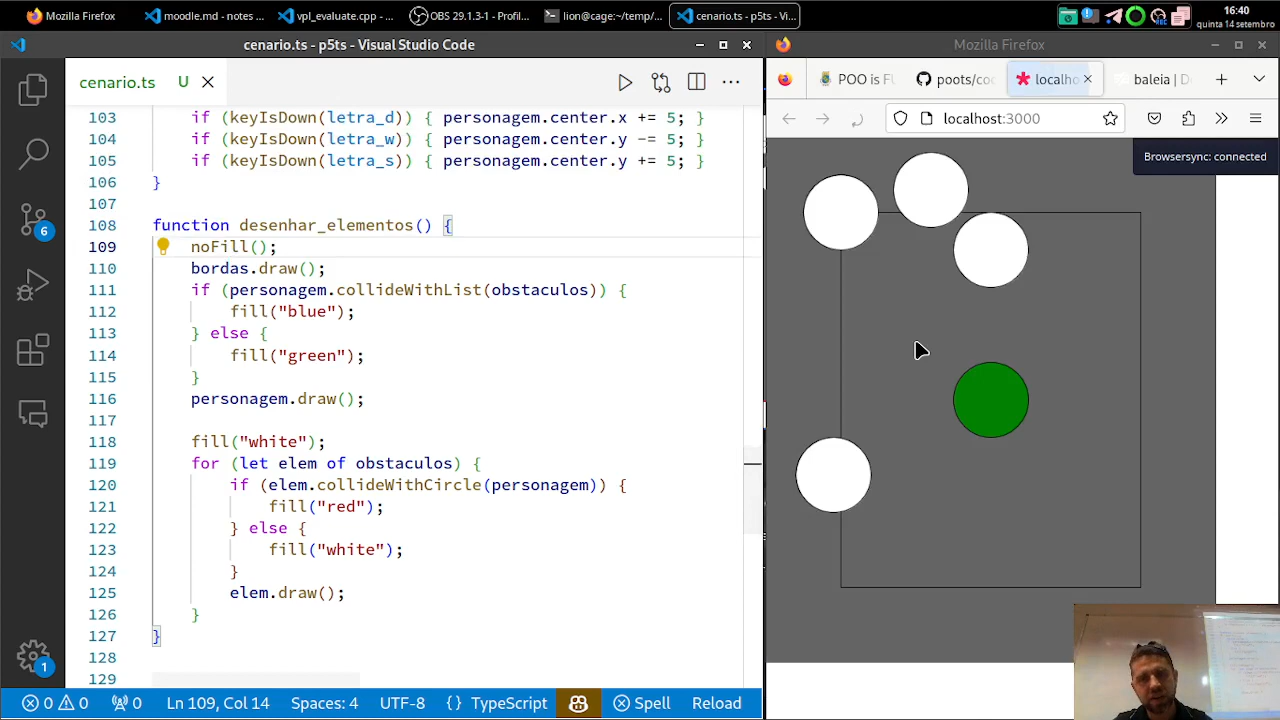 Mozilla Firefox
moodle.md - notes ...
vpl_evaluate.cpp - ...
OBS 29.1.3-1 - Profil...
lion@cage:~/temp/...
cenario.ts - p5ts - Vi...
16:40
quinta 14 setembro
cenario.ts - p5ts - Visual Studio Code
Mozilla Firefox
cenario.ts U
POO is FU
poots/coc
localho
baleia | D
localhost:3000
Browsersync: connected
103 if (keyIsDown(letra_d)) { personagem.center.x += 5; }
104 if (keyIsDown(letra_w)) { personagem.center.y -= 5; }
105 if (keyIsDown(letra_s)) { personagem.center.y += 5; }
106 }
107
108 function desenhar_elementos() {
109 noFill();
110 bordas.draw();
111 if (personagem.collideWithList(obstaculos)) {
112 fill("blue");
113 } else {
114 fill("green");
115 }
116 personagem.draw();
117
118 fill("white");
119 for (let elem of obstaculos) {
120 if (elem.collideWithCircle(personagem)) {
121 fill("red");
122 } else {
123 fill("white");
124 }
125 elem.draw();
126 }
127 }
128
129
6
1
0 0 0 Ln 109, Col 14 Spaces: 4 UTF-8 {} TypeScript Spell Reload